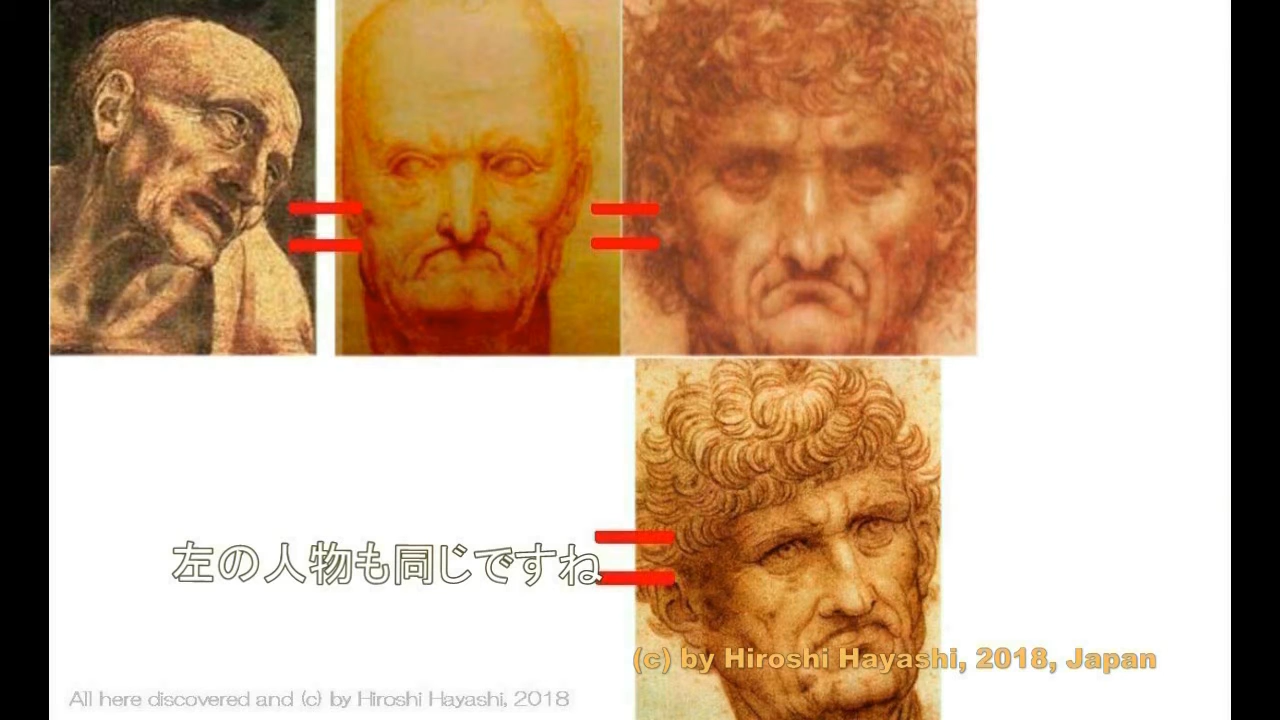 左の人物も同じですね
(c) by Hiroshi Hayashi, 2018, Japan
All here discovered and (c) by Hiroshi Hayashi, 2018